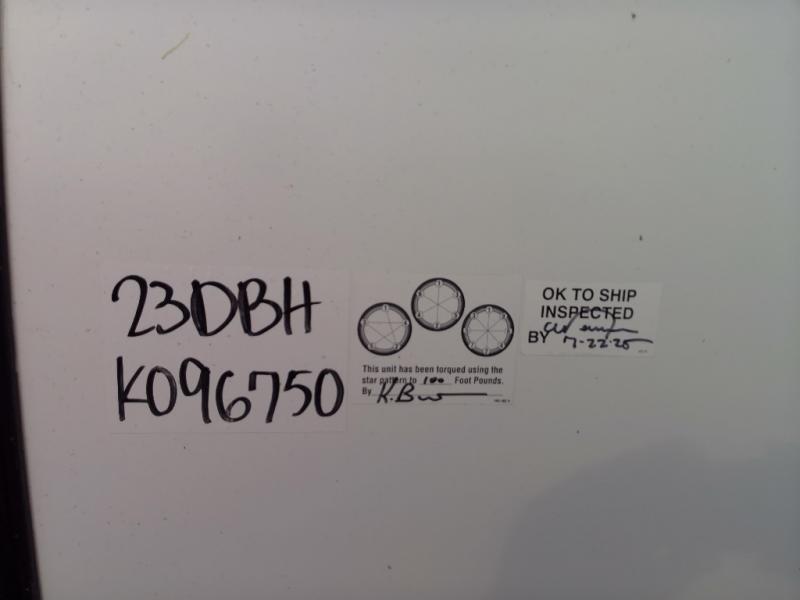 23DBH
K096750
This unit has been torqued using the
star pattern to 100 Foot Pounds.
By K.B
OK TO SHIP
INSPECTED
BY
7-22-25